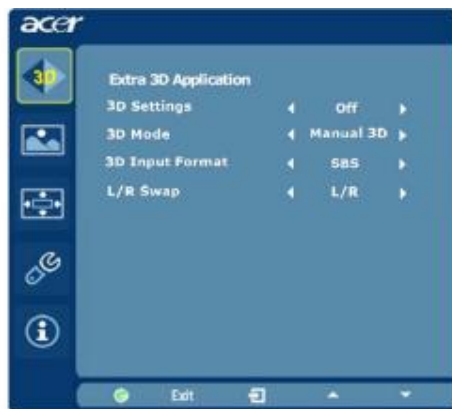 acer
3D
Extra 3D Application
3D Settings Off
3D Mode Manual 3D
3D Input Format SBS
L/R Swap L/R
Exit